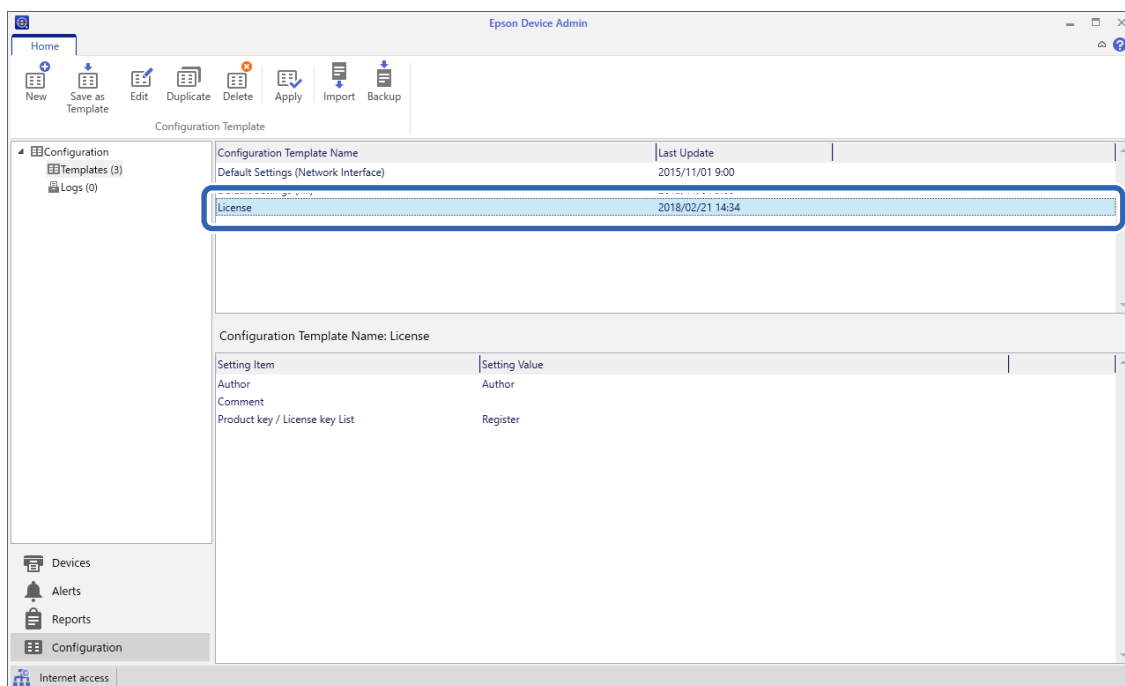 Epson Device Admin
Home
New
Save as
Template
Edit
Duplicate
Delete
Apply
Import
Backup
Configuration Template
Configuration
Templates (3)
Logs (0)
Configuration Template Name Last Update
Default Settings (Network Interface) 2015/11/01 9:00
License 2018/02/21 14:34
Configuration Template Name: License
Setting Item Setting Value
Author Author
Comment
Product key / License key List Register
Devices
Alerts
Reports
Configuration
Internet access